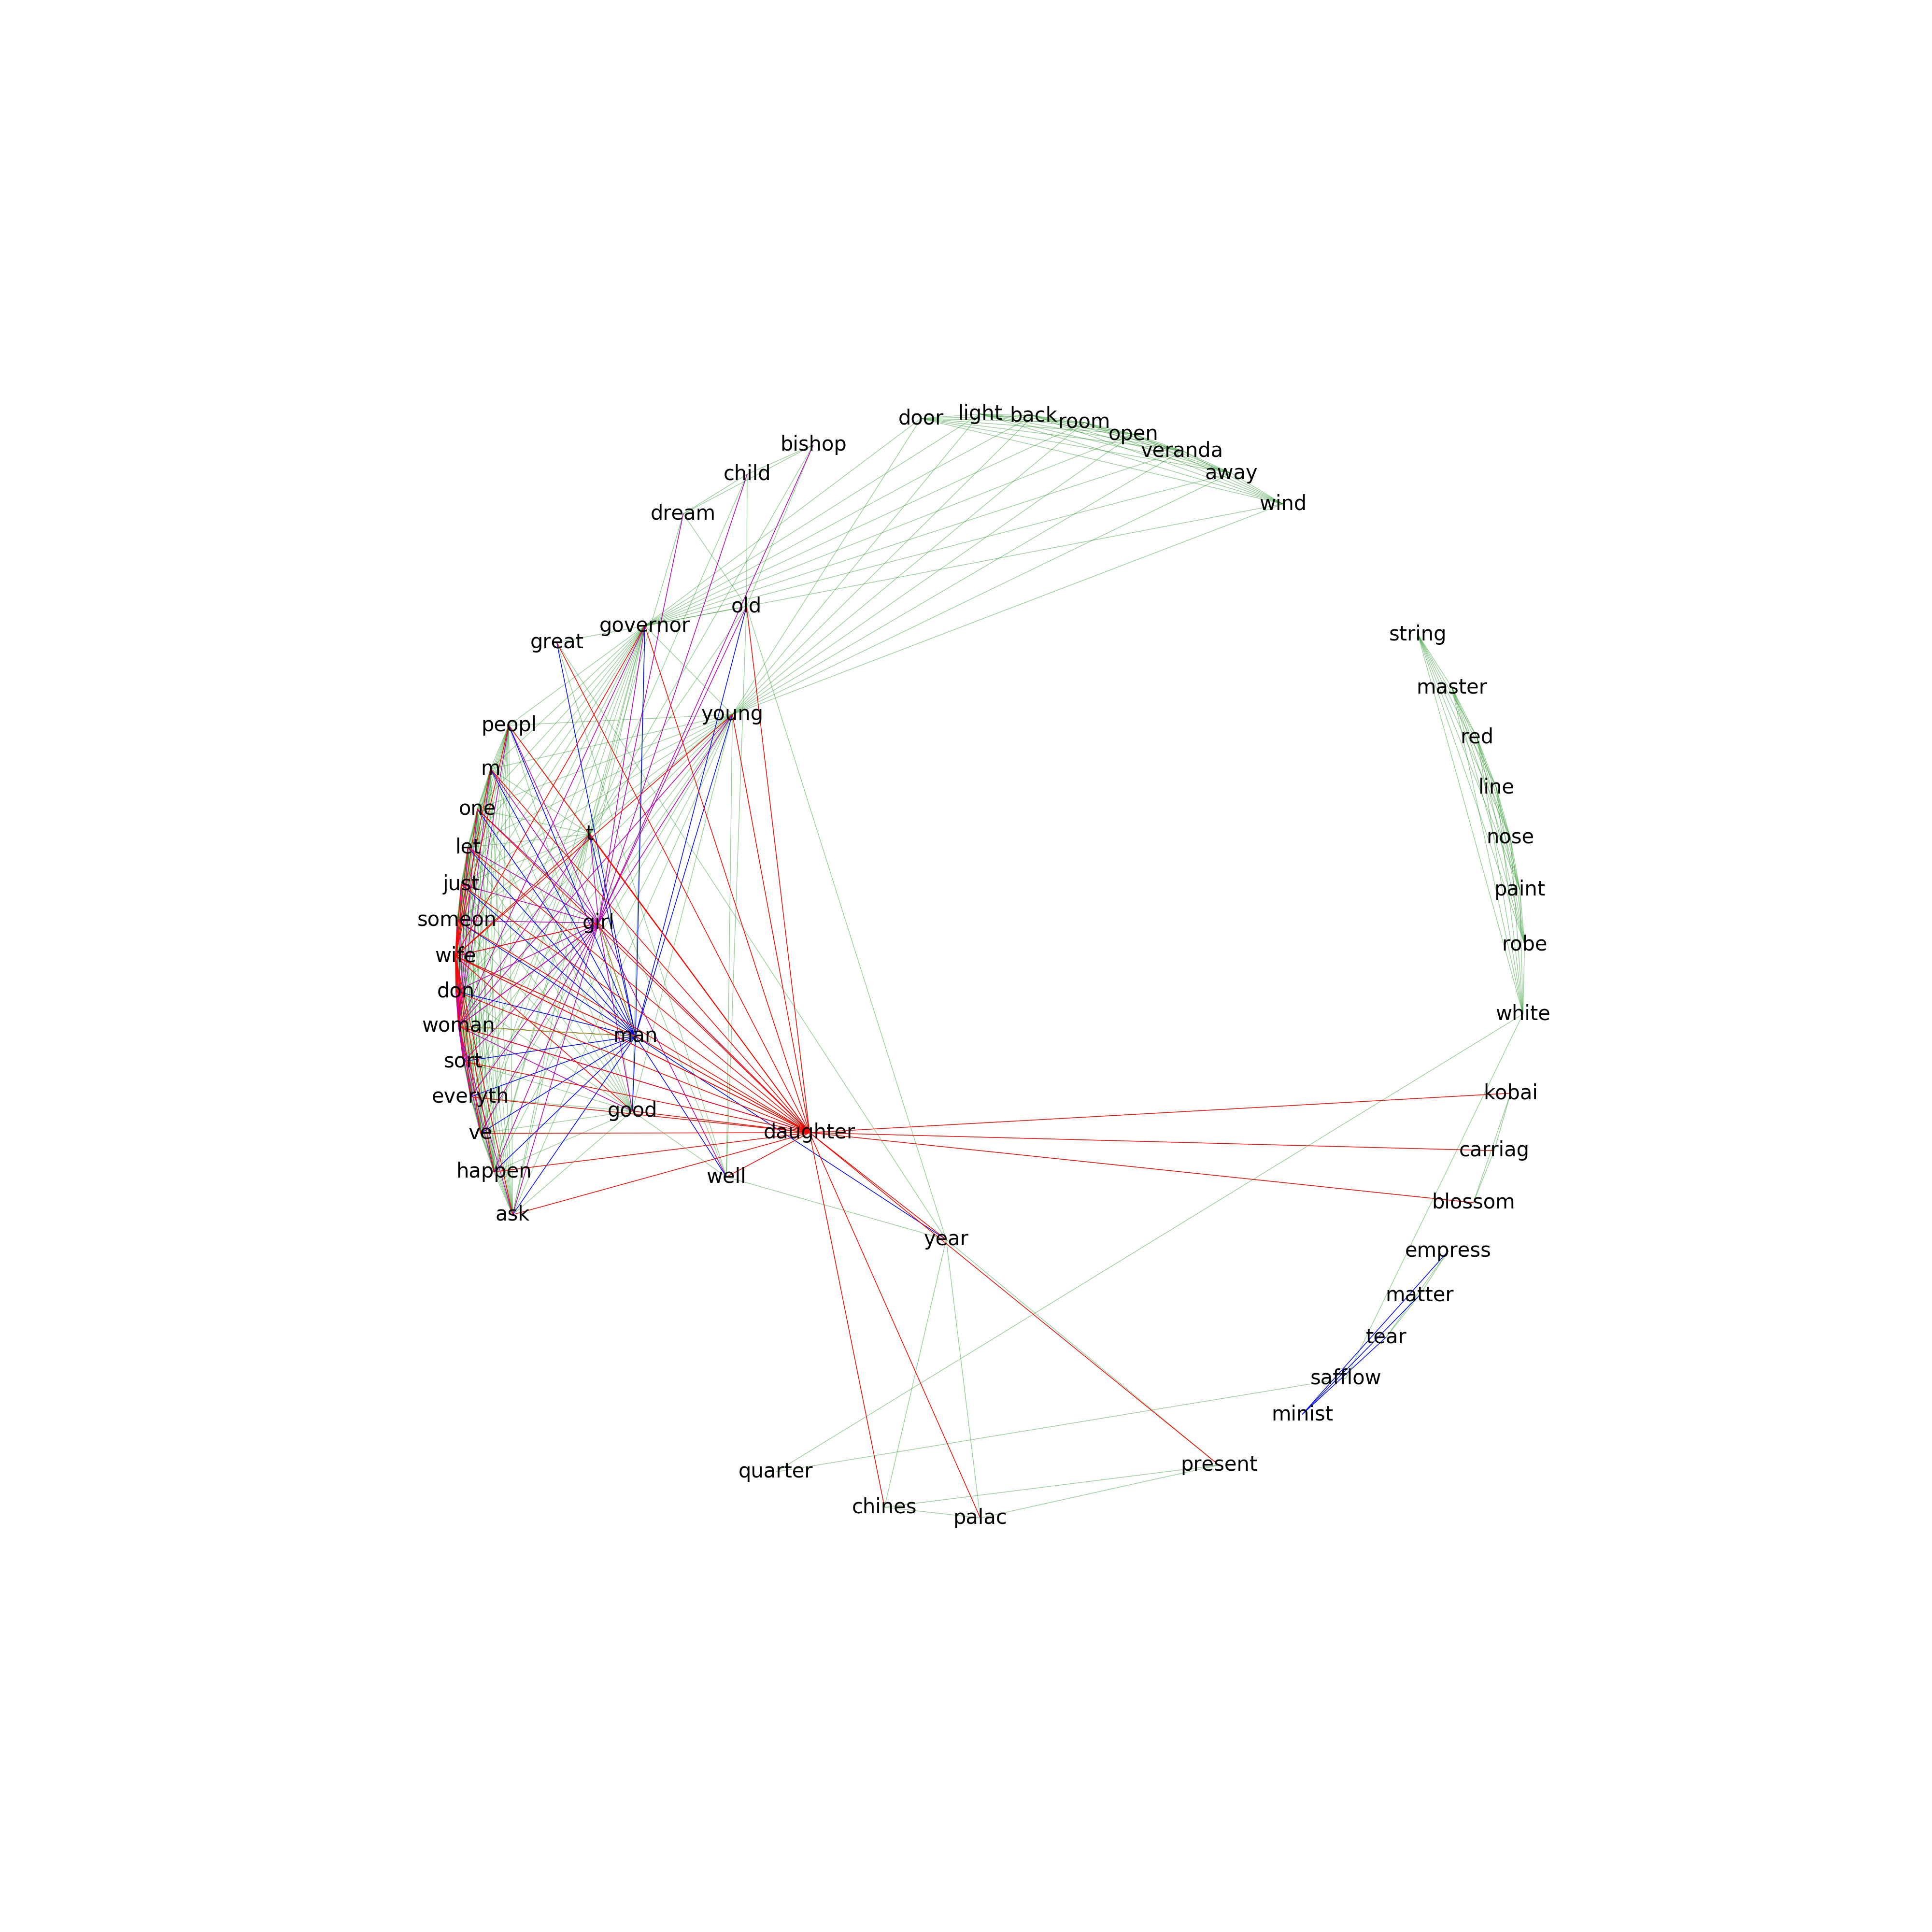 light
back
door
room
open
bishop
veranda
child
away
wind
dream
old
governor
string
great
master
young
peopl
red
m
line
one
t
nose
let
just
paint
someon
girl
robe
wife
don
white
woman
man
sort
kobai
everyth
good
ve
daughter
carriag
happen
well
blossom
ask
year
empress
matter
tear
safflow
minist
present
quarter
chines
palac